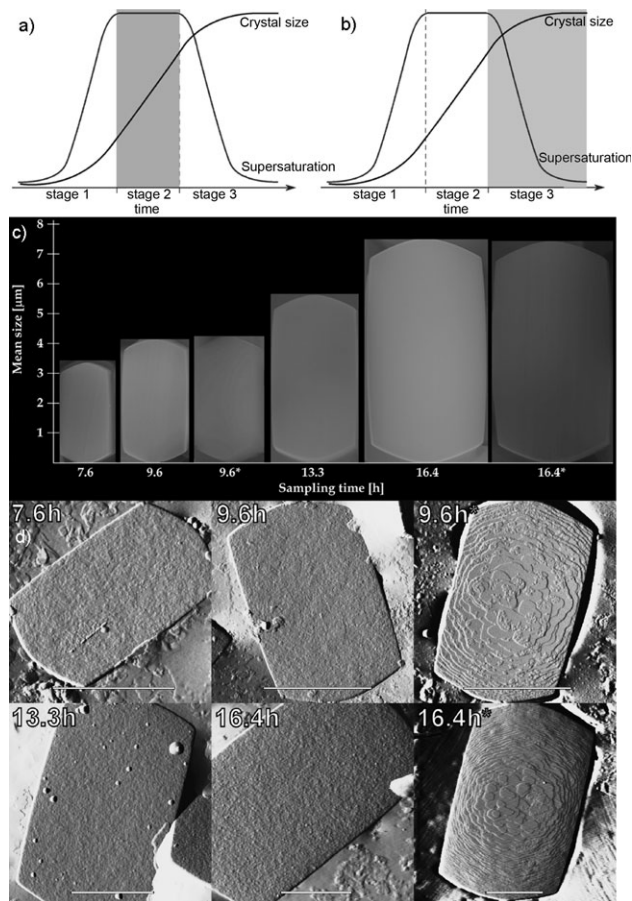 a)
Crystal size
Supersaturation
stage 1
stage 2
stage 3
time
b)
Crystal size
Supersaturation
stage 1
stage 2
stage 3
time
c)
Mean size [µm]
8
7
6
5
4
3
2
1
7.6
9.6
9.6*
13.3
16.4
16.4*
Sampling time [h]
d)
7.6h
9.6h
9.6h*
13.3h
16.4h
16.4h*